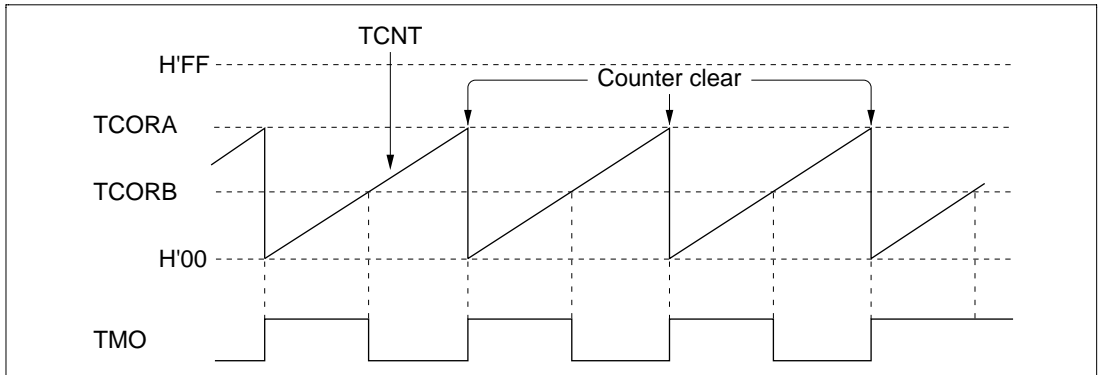 TCNT
H'FF
Counter clear
TCORA
TCORB
H'00
TMO